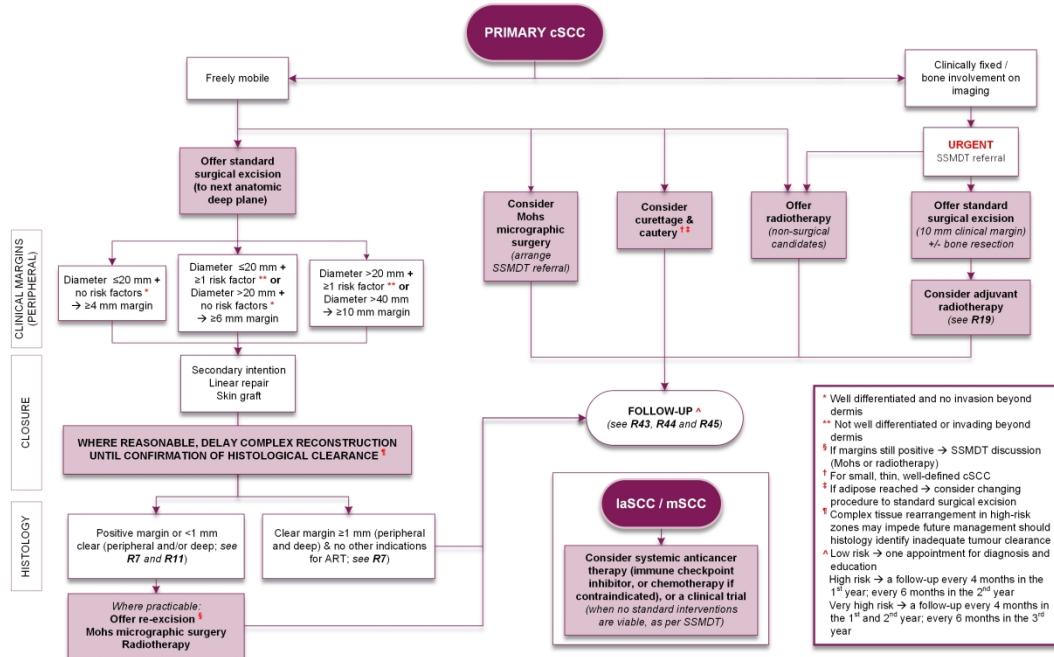 PRIMARY cSCC
Freely mobile
Clinically fixed /
bone involvement on
imaging
URGENT
SSMDT referral
Offer standard
surgical excision
(to next anatomic
deep plane)
Consider
Mohs
micrographic
surgery
(arrange
SSMDT referral)
Consider
curettage &
cautery †‡
Offer
radiotherapy
(non-surgical
candidates)
Offer standard
surgical excision
(10 mm clinical margin)
+/- bone resection
Consider adjuvant
radiotherapy
(see R19)
CLINICAL MARGINS
(PERIPHERAL)
Diameter ≤20 mm +
no risk factors *
→ ≥4 mm margin
Diameter ≤20 mm +
≥1 risk factor ** or
Diameter >20 mm +
no risk factors *
→ ≥6 mm margin
Diameter >20 mm +
≥1 risk factor ** or
Diameter >40 mm
→ ≥10 mm margin
CLOSURE
Secondary intention
Linear repair
Skin graft
WHERE REASONABLE, DELAY COMPLEX RECONSTRUCTION
UNTIL CONFIRMATION OF HISTOLOGICAL CLEARANCE ¶
FOLLOW-UP ^
(see R43, R44 and R45)
HISTOLOGY
Positive margin or <1 mm
clear (peripheral and/or deep; see
R7 and R11)
Clear margin ≥1 mm (peripheral
and deep) & no other indications
for ART; see R7)
Where practicable:
Offer re-excision §
Mohs micrographic surgery
Radiotherapy
laSCC / mSCC
Consider systemic anticancer
therapy (immune checkpoint
inhibitor, or chemotherapy if
contraindicated), or a clinical trial
(when no standard interventions
are viable, as per SSMDT)
* Well differentiated and no invasion beyond
dermis
** Not well differentiated or invading beyond
dermis
§ If margins still positive → SSMDT discussion
(Mohs or radiotherapy)
† For small, thin, well-defined cSCC
‡ If adipose reached → consider changing
procedure to standard surgical excision
¶ Complex tissue rearrangement in high-risk
zones may impede future management should
histology identify inadequate tumour clearance
^ Low risk → one appointment for diagnosis and
education
High risk → a follow-up every 4 months in the
1st year; every 6 months in the 2nd year
Very high risk → a follow-up every 4 months in
the 1st and 2nd year; every 6 months in the 3rd
year